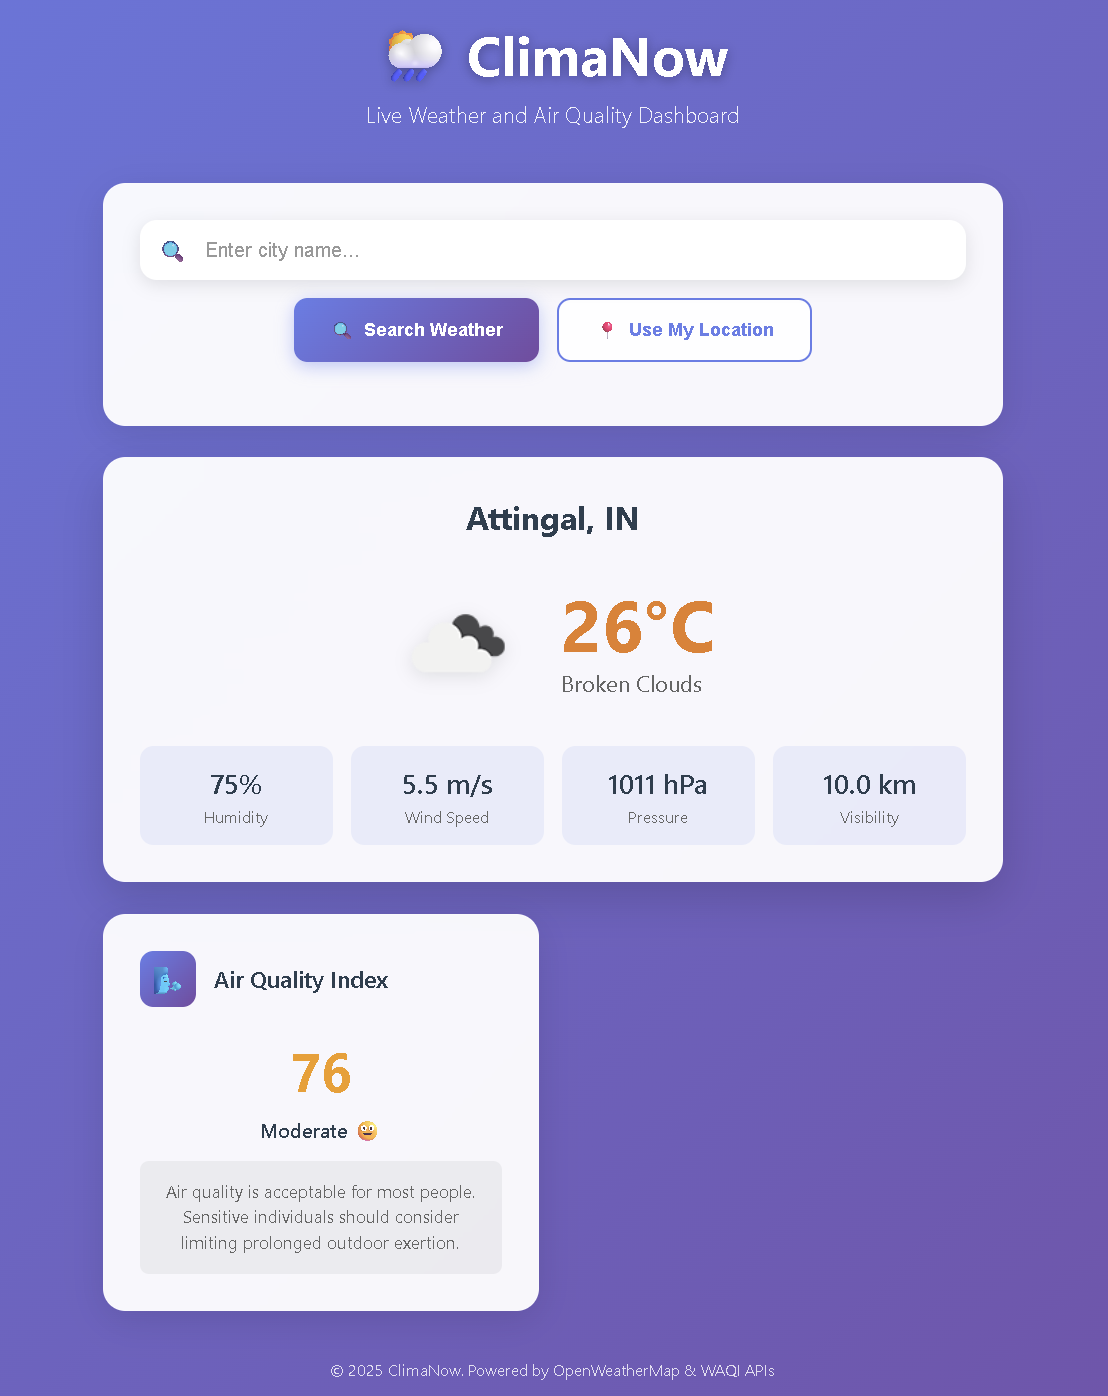 ClimaNow
Live Weather and Air Quality Dashboard
Enter city name...
Search Weather
Use My Location
Attingal, IN
26°C
Broken Clouds
75%
Humidity
5.5 m/s
Wind Speed
1011 hPa
Pressure
10.0 km
Visibility
Air Quality Index
76
Moderate
Air quality is acceptable for most people.
Sensitive individuals should consider
limiting prolonged outdoor exertion.
© 2025 ClimaNow. Powered by OpenWeatherMap & WAQI APIs